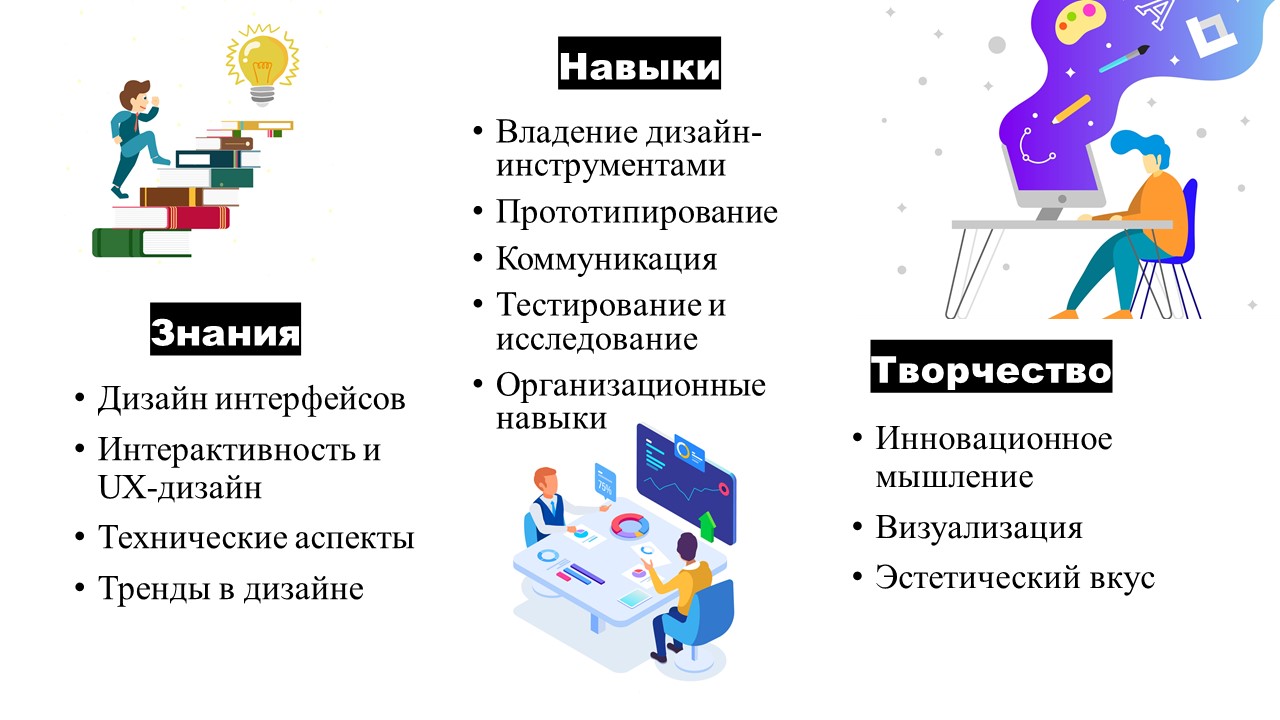 Знания
• Дизайн интерфейсов
• Интерактивность и
UX-дизайн
• Технические аспекты
• Тренды в дизайне
Навыки
• Владение дизайн-
инструментами
• Прототипирование
• Коммуникация
• Тестирование и
исследование
• Организационные
навыки
75%
A
Творчество
• Инновационное
мышление
• Визуализация
• Эстетический вкус